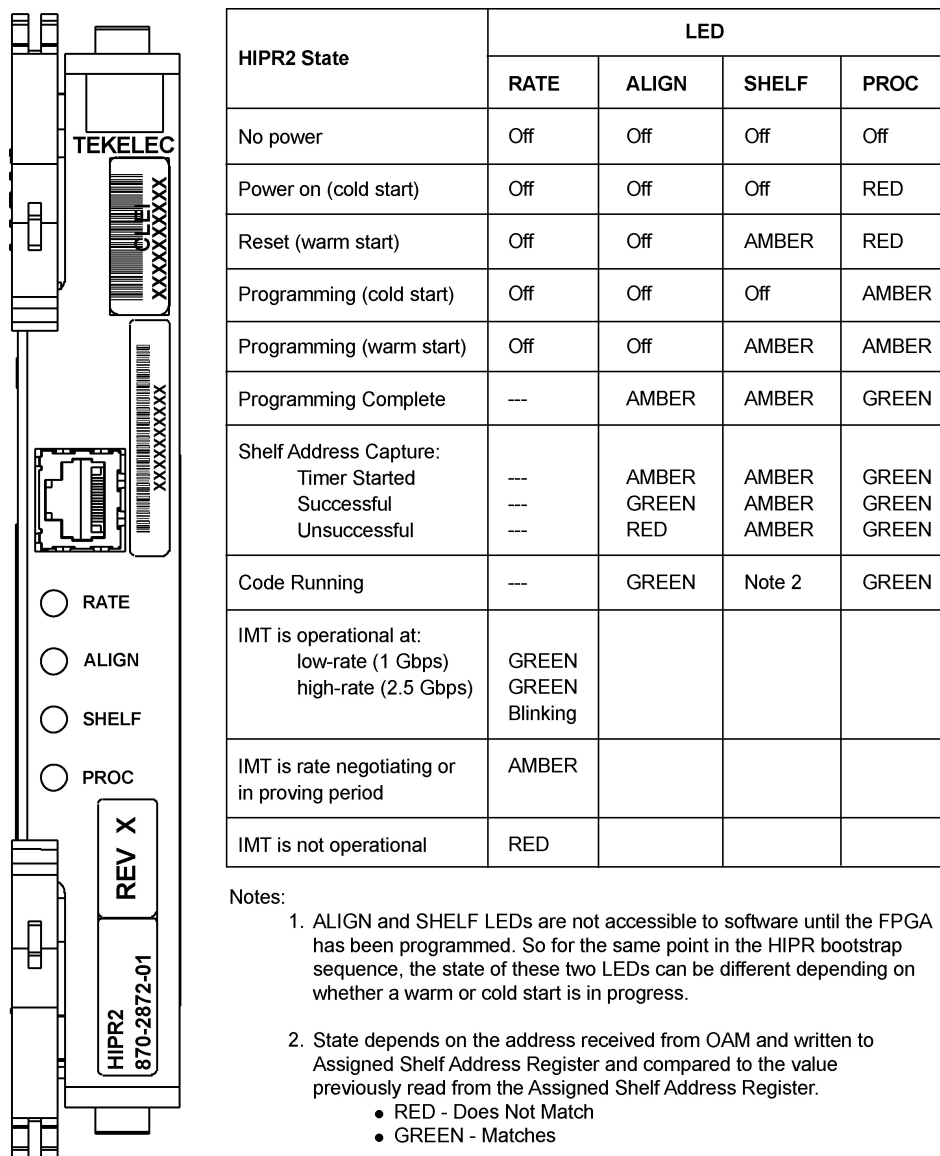 TEKELEC
CLEI
XXXXXXXXXX
XXXXXXXXXX
RATE
ALIGN
SHELF
PROC
REV X
HIPR2
870-2872-01
HIPR2 State LED
RATE ALIGN SHELF PROC
No power Off Off Off Off
Power on (cold start) Off Off Off RED
Reset (warm start) Off Off AMBER RED
Programming (cold start) Off Off Off AMBER
Programming (warm start) Off Off AMBER AMBER
Programming Complete --- AMBER AMBER GREEN
Shelf Address Capture:
Timer Started --- AMBER AMBER GREEN
Successful --- GREEN AMBER GREEN
Unsuccessful --- RED AMBER GREEN
Code Running --- GREEN Note 2 GREEN
IMT is operational at:
low-rate (1 Gbps) GREEN
high-rate (2.5 Gbps) GREEN
Blinking
IMT is rate negotiating or AMBER
in proving period
IMT is not operational RED
Notes:
1. ALIGN and SHELF LEDs are not accessible to software until the FPGA
has been programmed. So for the same point in the HIPR bootstrap
sequence, the state of these two LEDs can be different depending on
whether a warm or cold start is in progress.
2. State depends on the address received from OAM and written to
Assigned Shelf Address Register and compared to the value
previously read from the Assigned Shelf Address Register.
• RED - Does Not Match
• GREEN - Matches